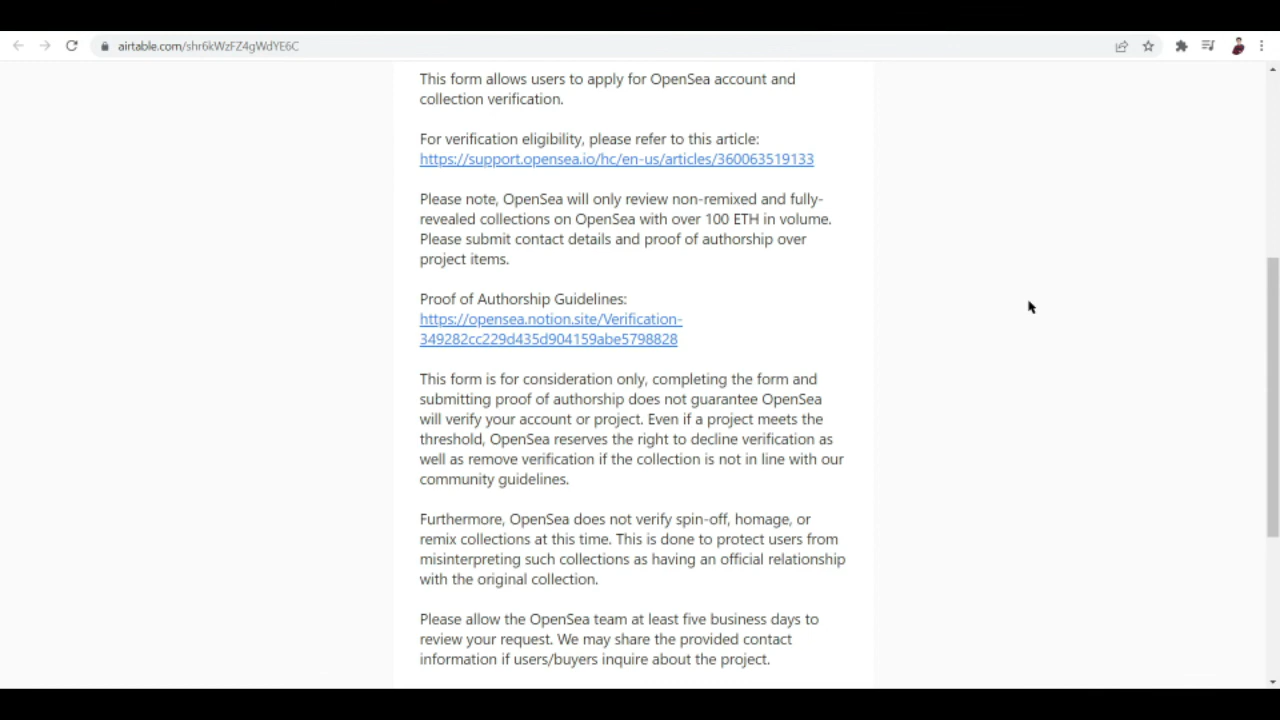 airtable.com/shr6kWzFZ4gWdYE6C
This form allows users to apply for OpenSea account and
collection verification.
For verification eligibility, please refer to this article:
https://support.opensea.io/hc/en-us/articles/360063519133
Please note, OpenSea will only review non-remixed and fully-
revealed collections on OpenSea with over 100 ETH in volume.
Please submit contact details and proof of authorship over
project items.
Proof of Authorship Guidelines:
https://opensea.notion.site/Verification-
349282cc229d435d904159abe5798828
This form is for consideration only, completing the form and
submitting proof of authorship does not guarantee OpenSea
will verify your account or project. Even if a project meets the
threshold, OpenSea reserves the right to decline verification as
well as remove verification if the collection is not in line with our
community guidelines.
Furthermore, OpenSea does not verify spin-off, homage, or
remix collections at this time. This is done to protect users from
misinterpreting such collections as having an official relationship
with the original collection.
Please allow the OpenSea team at least five business days to
review your request. We may share the provided contact
information if users/buyers inquire about the project.